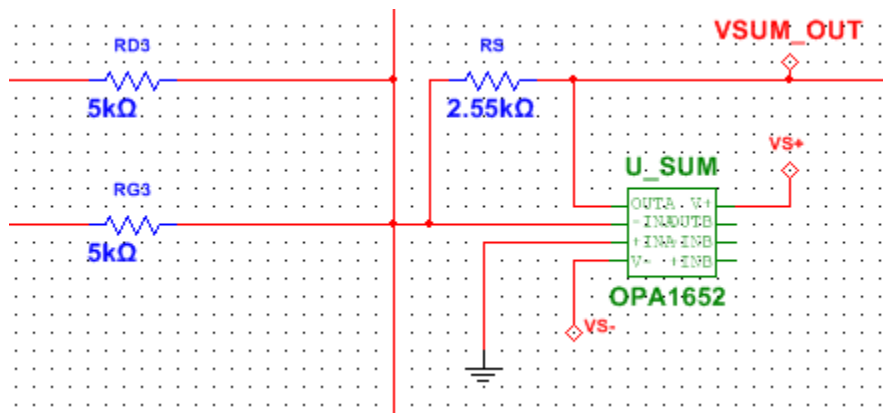 RD3
5kΩ
R9
2.55kΩ
VSUM_OUT
VS+
RG3
5kΩ
U_SUM
OUTA V+
-INA OUTB
+INA -INB
V- +INB
OPA1652
VS-